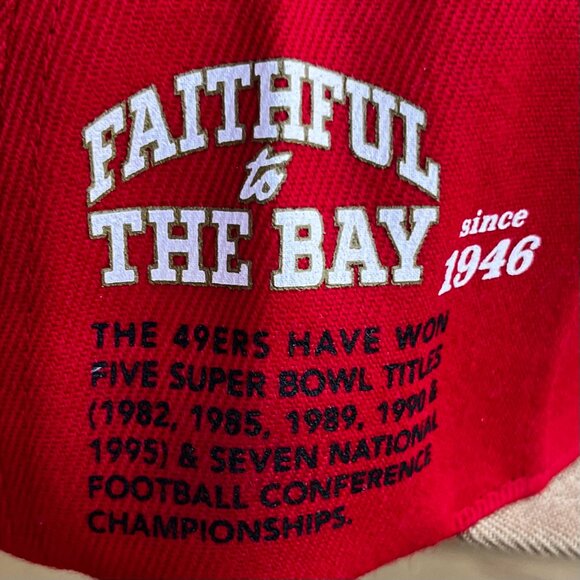 FAITHFUL
to
THE BAY
since
1946
THE 49ERS HAVE WON
FIVE SUPER BOWL TITLES
(1982, 1985, 1989, 1990 &
1995) & SEVEN NATIONAL
FOOTBALL CONFERENCE
CHAMPIONSHIPS.